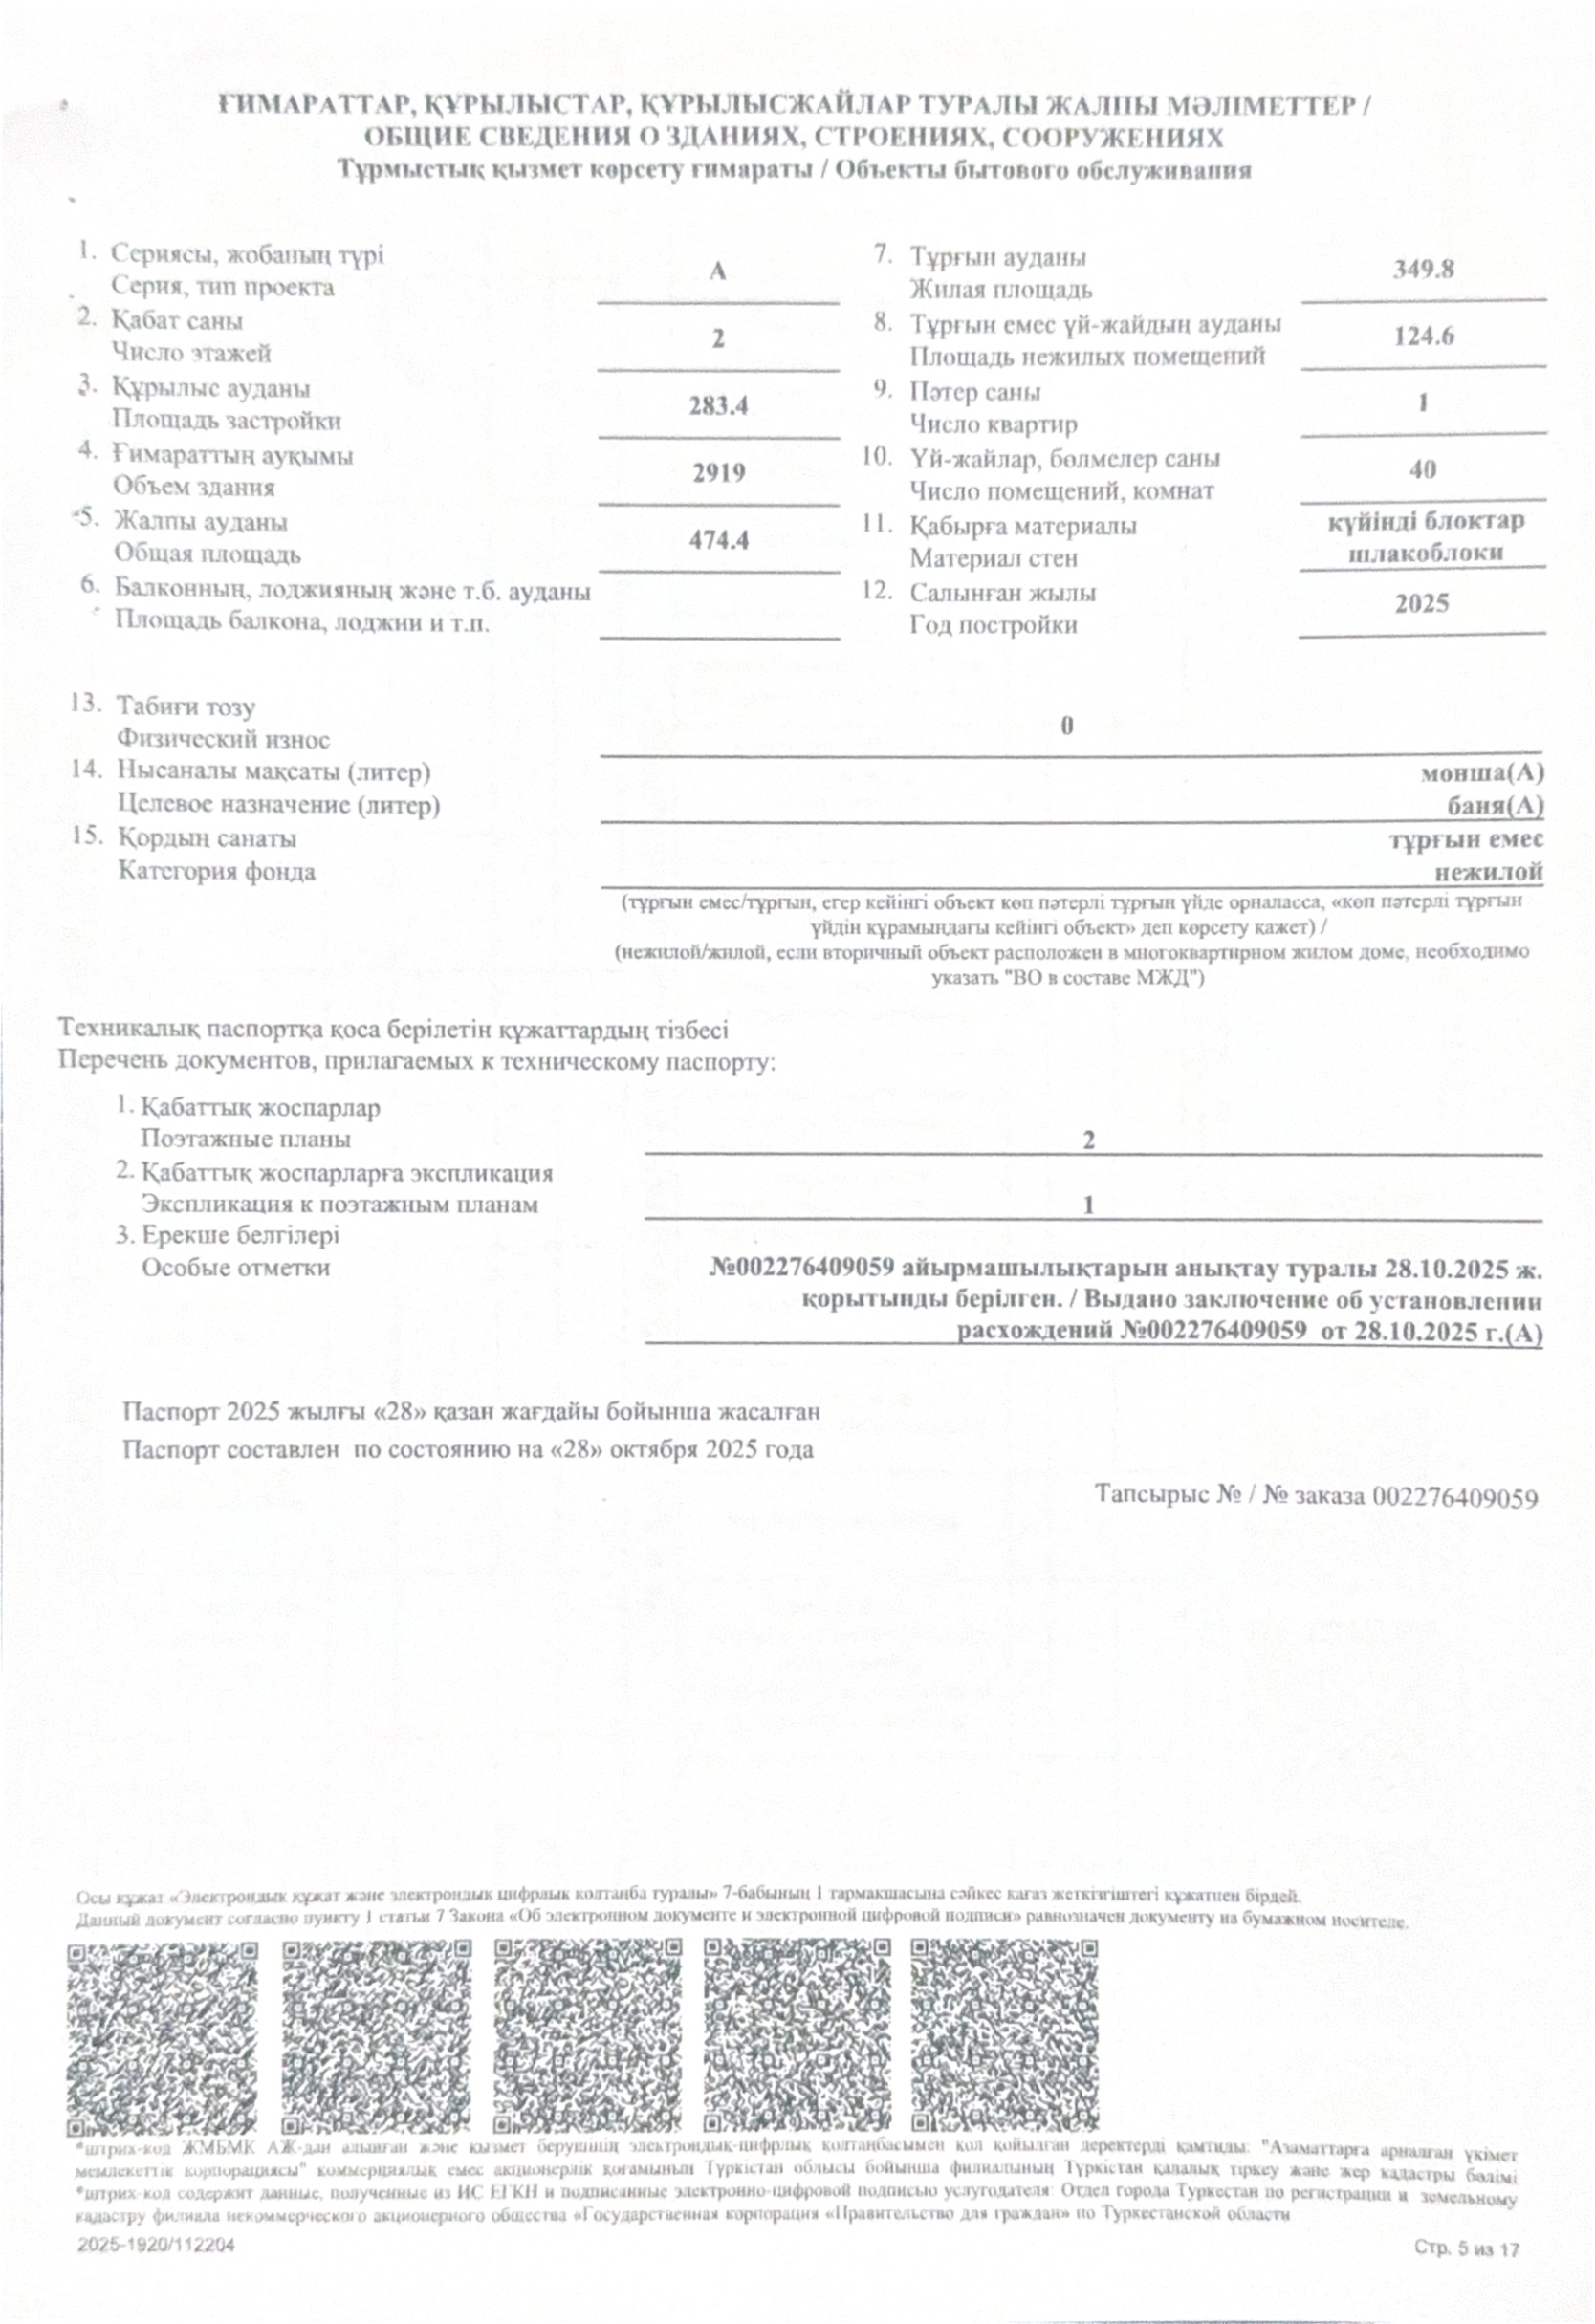 ҒИМАРАТТАР, ҚҰРЫЛЫСТАР, ҚҰРЫЛЫСЖАЙЛАР ТУРАЛЫ ЖАЛПЫ МӘЛІМЕТТЕР /
ОБЩИЕ СВЕДЕНИЯ О ЗДАНИЯХ, СТРОЕНИЯХ, СООРУЖЕНИЯХ
Тұрмыстық қызмет көрсету ғимараты / Объекты бытового обслуживания
1. Сериясы, жобаның түрі
Серия, тип проекта
А
2. Қабат саны
Число этажей
2
3. Құрылыс ауданы
Площадь застройки
283.4
4. Ғимараттың ауқымы
Объем здания
2919
5. Жалпы ауданы
Общая площадь
474.4
6. Балконның, лоджияның және т.б. ауданы
Площадь балкона, лоджии и т.п.
7. Тұрғын ауданы
Жилая площадь
349.8
8. Тұрғын емес үй-жайдың ауданы
Площадь нежилых помещений
124.6
9. Пәтер саны
Число квартир
1
10. Үй-жайлар, бөлмелер саны
Число помещений, комнат
40
11. Қабырға материалы
Материал стен
күйінді блоктар
шлакоблоки
12. Салынған жылы
Год постройки
2025
13. Табиғи тозу
Физический износ
0
14. Нысаналы мақсаты (литер)
Целевое назначение (литер)
монша(А)
баня(А)
15. Қордың санаты
Категория фонда
тұрғын емес
нежилой
(тұрғын емес/тұрғын, егер кейінгі объект көп пәтерлі тұрғын үйде орналасса, «көп пәтерлі тұрғын
үйдің құрамындағы кейінгі объект» деп көрсету қажет) /
(нежилой/жилой, если вторичный объект расположен в многоквартирном жилом доме, необходимо
указать "ВО в составе МЖД")
Техникалық паспортқа қоса берілетін құжаттардың тізбесі
Перечень документов, прилагаемых к техническому паспорту:
1. Қабаттық жоспарлар
Поэтажные планы
2
2. Қабаттық жоспарларға экспликация
Экспликация к поэтажным планам
1
3. Ерекше белгілері
Особые отметки
№002276409059 айырмашылықтарын анықтау туралы 28.10.2025 ж.
қорытынды берілген. / Выдано заключение об установлении
расхождений №002276409059 от 28.10.2025 г.(А)
Паспорт 2025 жылғы «28» қазан жағдайы бойынша жасалған
Паспорт составлен по состоянию на «28» октября 2025 года
Тапсырыс № / № заказа 002276409059
Осы құжат «Электрондық құжат және электрондық цифрлық қолтаңба туралы» 7-бабының 1 тармақшасына сәйкес қағаз жеткізгіштегі құжатпен бірдей.
Данный документ согласно пункту 1 статьи 7 Закона «Об электронном документе и электронной цифровой подписи» равнозначен документу на бумажном носителе.
*штрих-код ЖМБМК АЖ-дан алынған және қызмет берушінің электрондық-цифрлық қолтаңбасымен қол қойылған деректерді қамтиды: "Азаматтарға арналған үкімет
мемлекеттік корпорациясы" коммерциялық емес акционерлік қоғамының Түркістан облысы бойынша филиалының Түркістан қалалық тіркеу және жер кадастры бөлімі
*штрих-код содержит данные, полученные из ИС ЕГКН и подписанные электронно-цифровой подписью услугодателя: Отдел города Туркестан по регистрации и земельному
кадастру филиала некоммерческого акционерного общества «Государственная корпорация «Правительство для граждан» по Туркестанской области
2025-1920/112204
Стр. 5 из 17